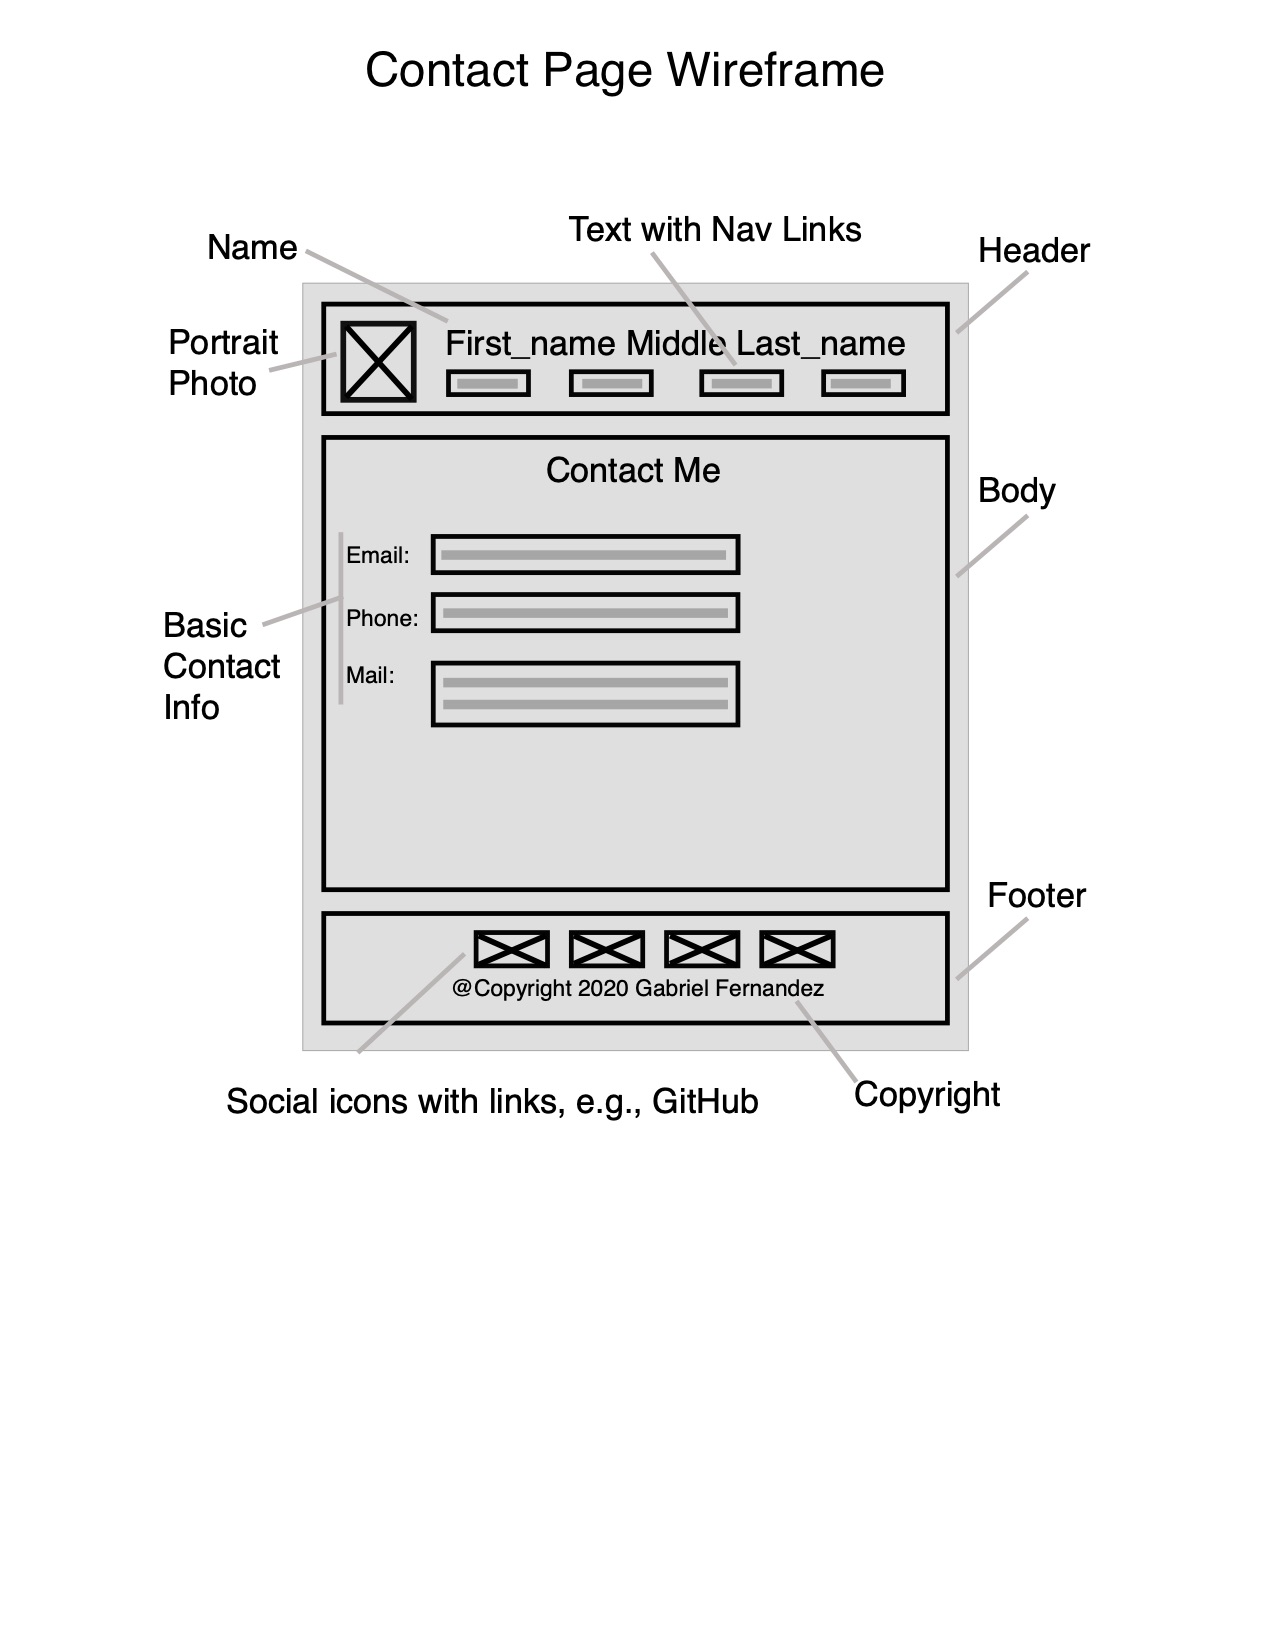 Contact Page Wireframe
Text with Nav Links
Name
Header
Portrait
Photo
First_name Middle Last_name
Contact Me
Body
Email:
Phone:
Mail:
Basic
Contact
Info
Footer
@Copyright 2020 Gabriel Fernandez
Social icons with links, e.g., GitHub
Copyright